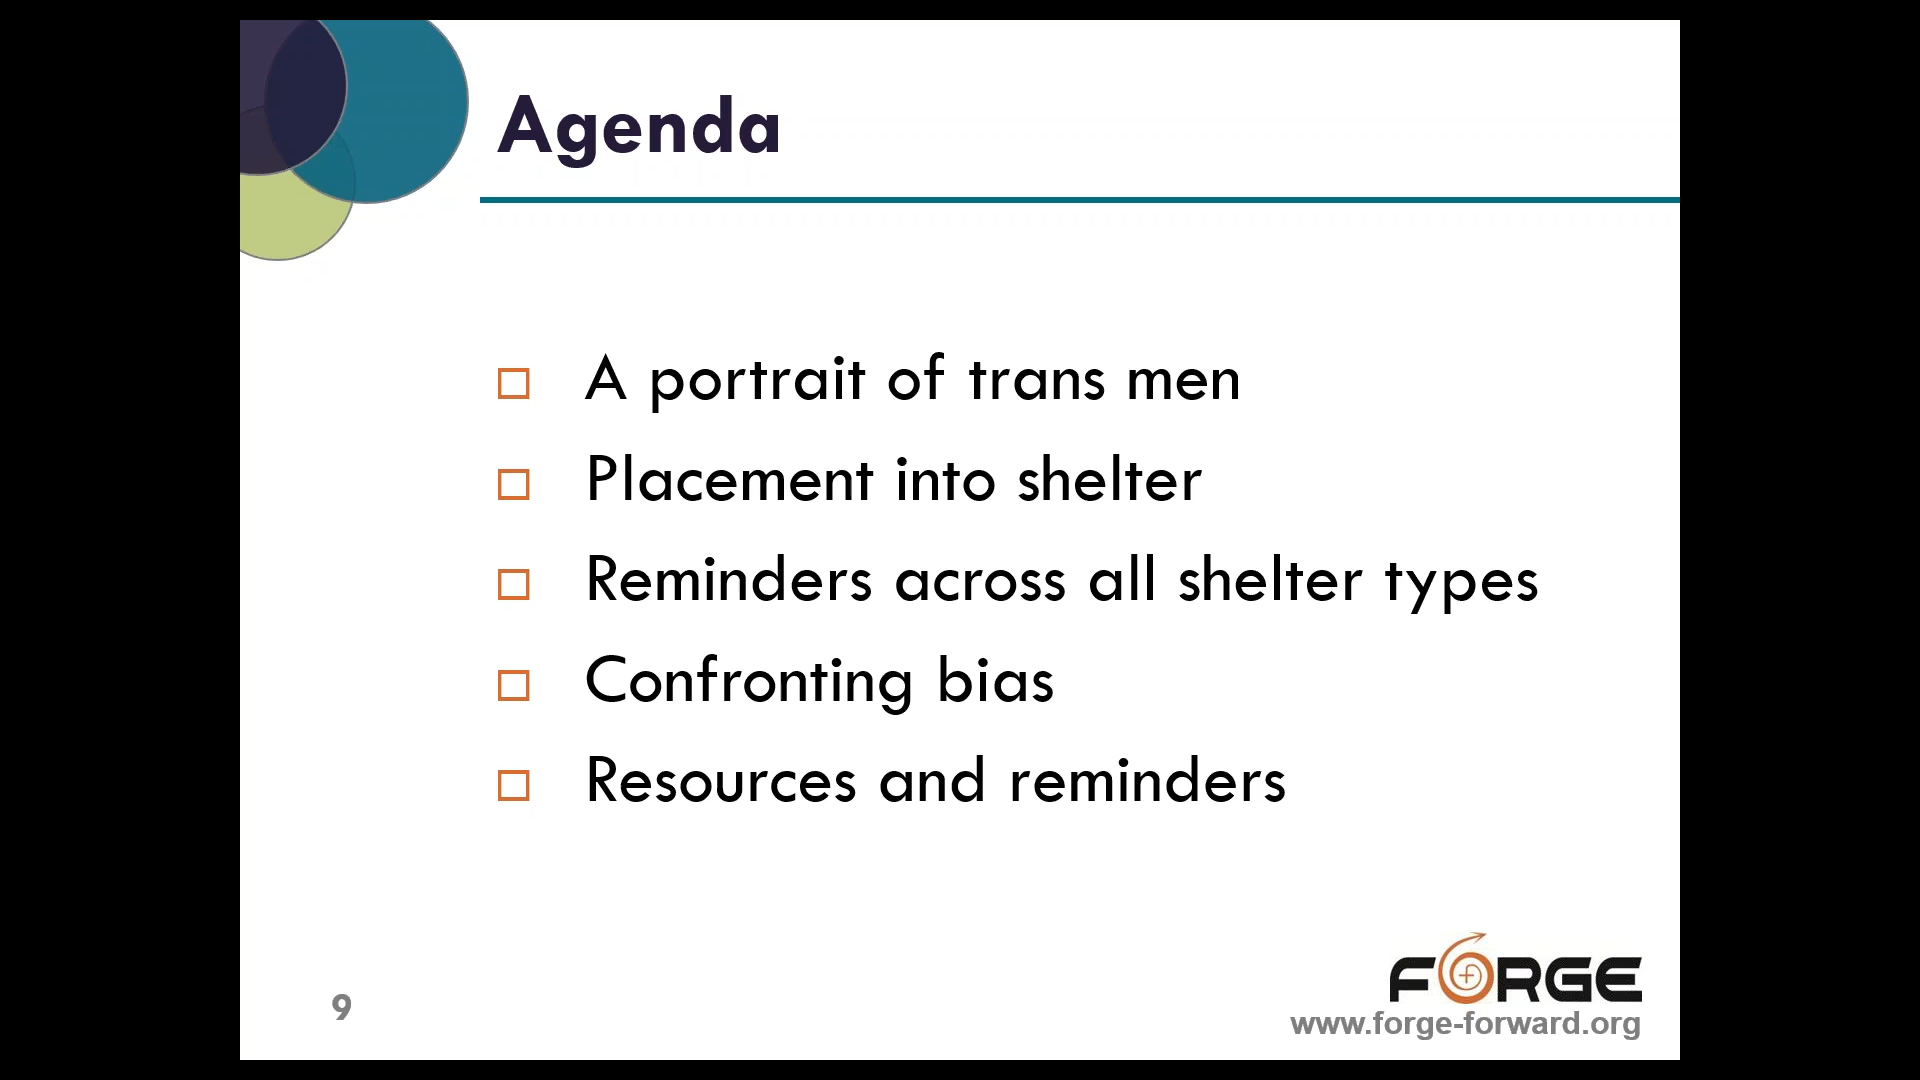 Agenda
A portrait of trans men
Placement into shelter
Reminders across all shelter types
Confronting bias
Resources and reminders
FORGE
www.forge-forward.org
9